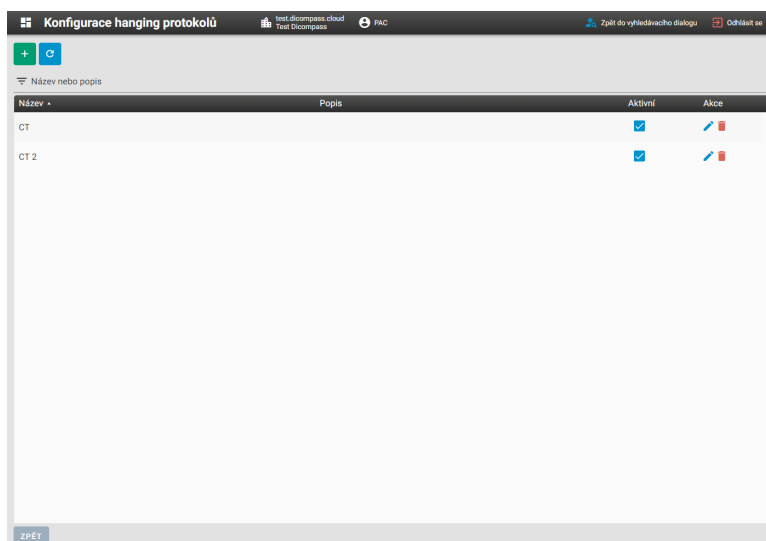 Konfigurace hanging protokolů
test.dicompass.cloud
Test Dicompass
PAC
Zpět do vyhledávacího dialogu
Odhlásit se
Název nebo popis
Název Popis Aktivní Akce
CT
CT 2
ZPĚT